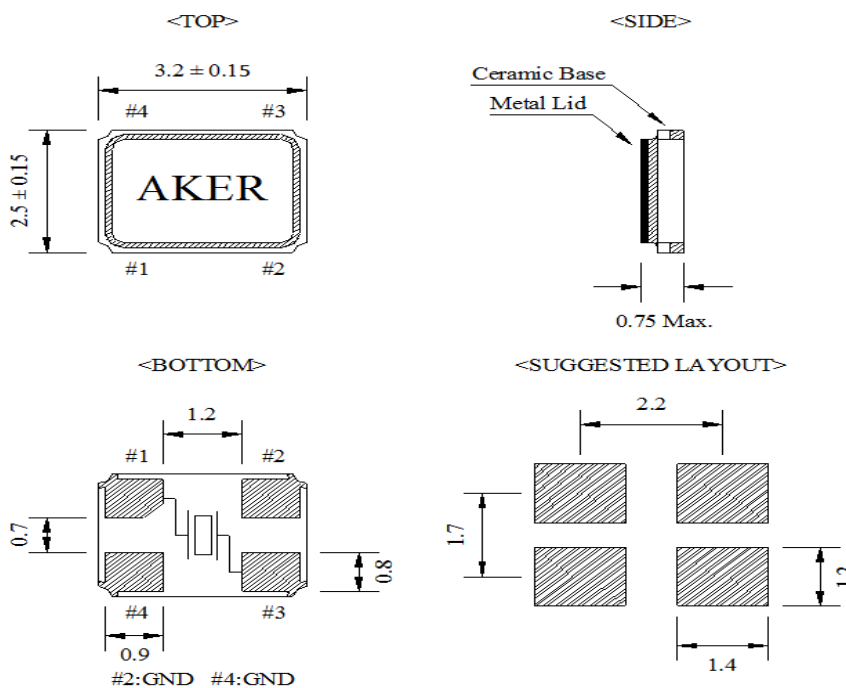 <TOP>
3.2 ± 0.15
#4 #3
2.5 ± 0.15
AKER
#1 #2
<SIDE>
Ceramic Base
Metal Lid
0.75 Max.
<BOTTOM>
1.2
#1 #2
0.7
0.8
#4 #3
0.9
#2:GND #4:GND
<SUGGESTED LAYOUT>
2.2
1.7
1.2
1.4